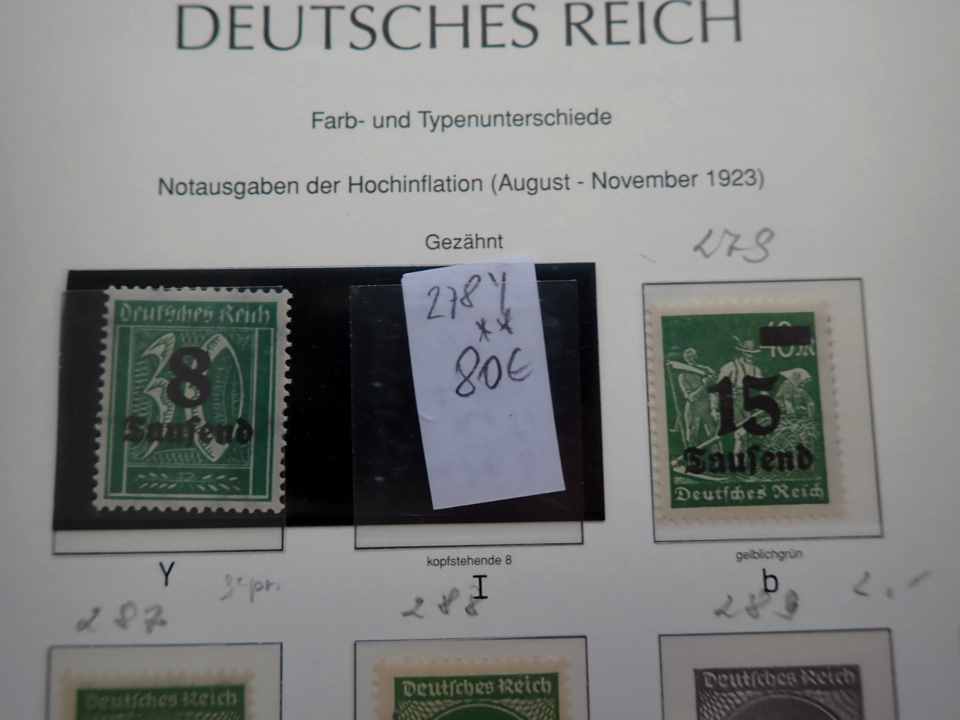 DEUTSCHES REICH
Farb- und Typenunterschiede
Notausgaben der Hochinflation (August - November 1923)
Gezähnt
279
Deutsches Reich
8
Tausend
278 Y
**
80€
15
Tausend
Deutsches Reich
kopfstehende 8
gelblichgrün
Y
I
b
287
288
289
Deutsches Reich
Deutsches Reich
Deutsches Reich